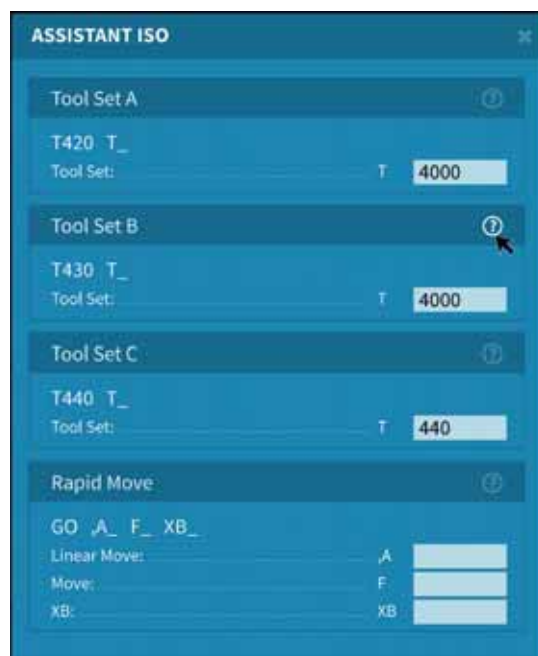 ASSISTANT ISO
Tool Set A
T420 T_
Tool Set: T 4000
Tool Set B
T430 T_
Tool Set: T 4000
Tool Set C
T440 T_
Tool Set: T 440
Rapid Move
GO ,A_ F_ XB_
Linear Move: ,A
Move: F
XB: XB